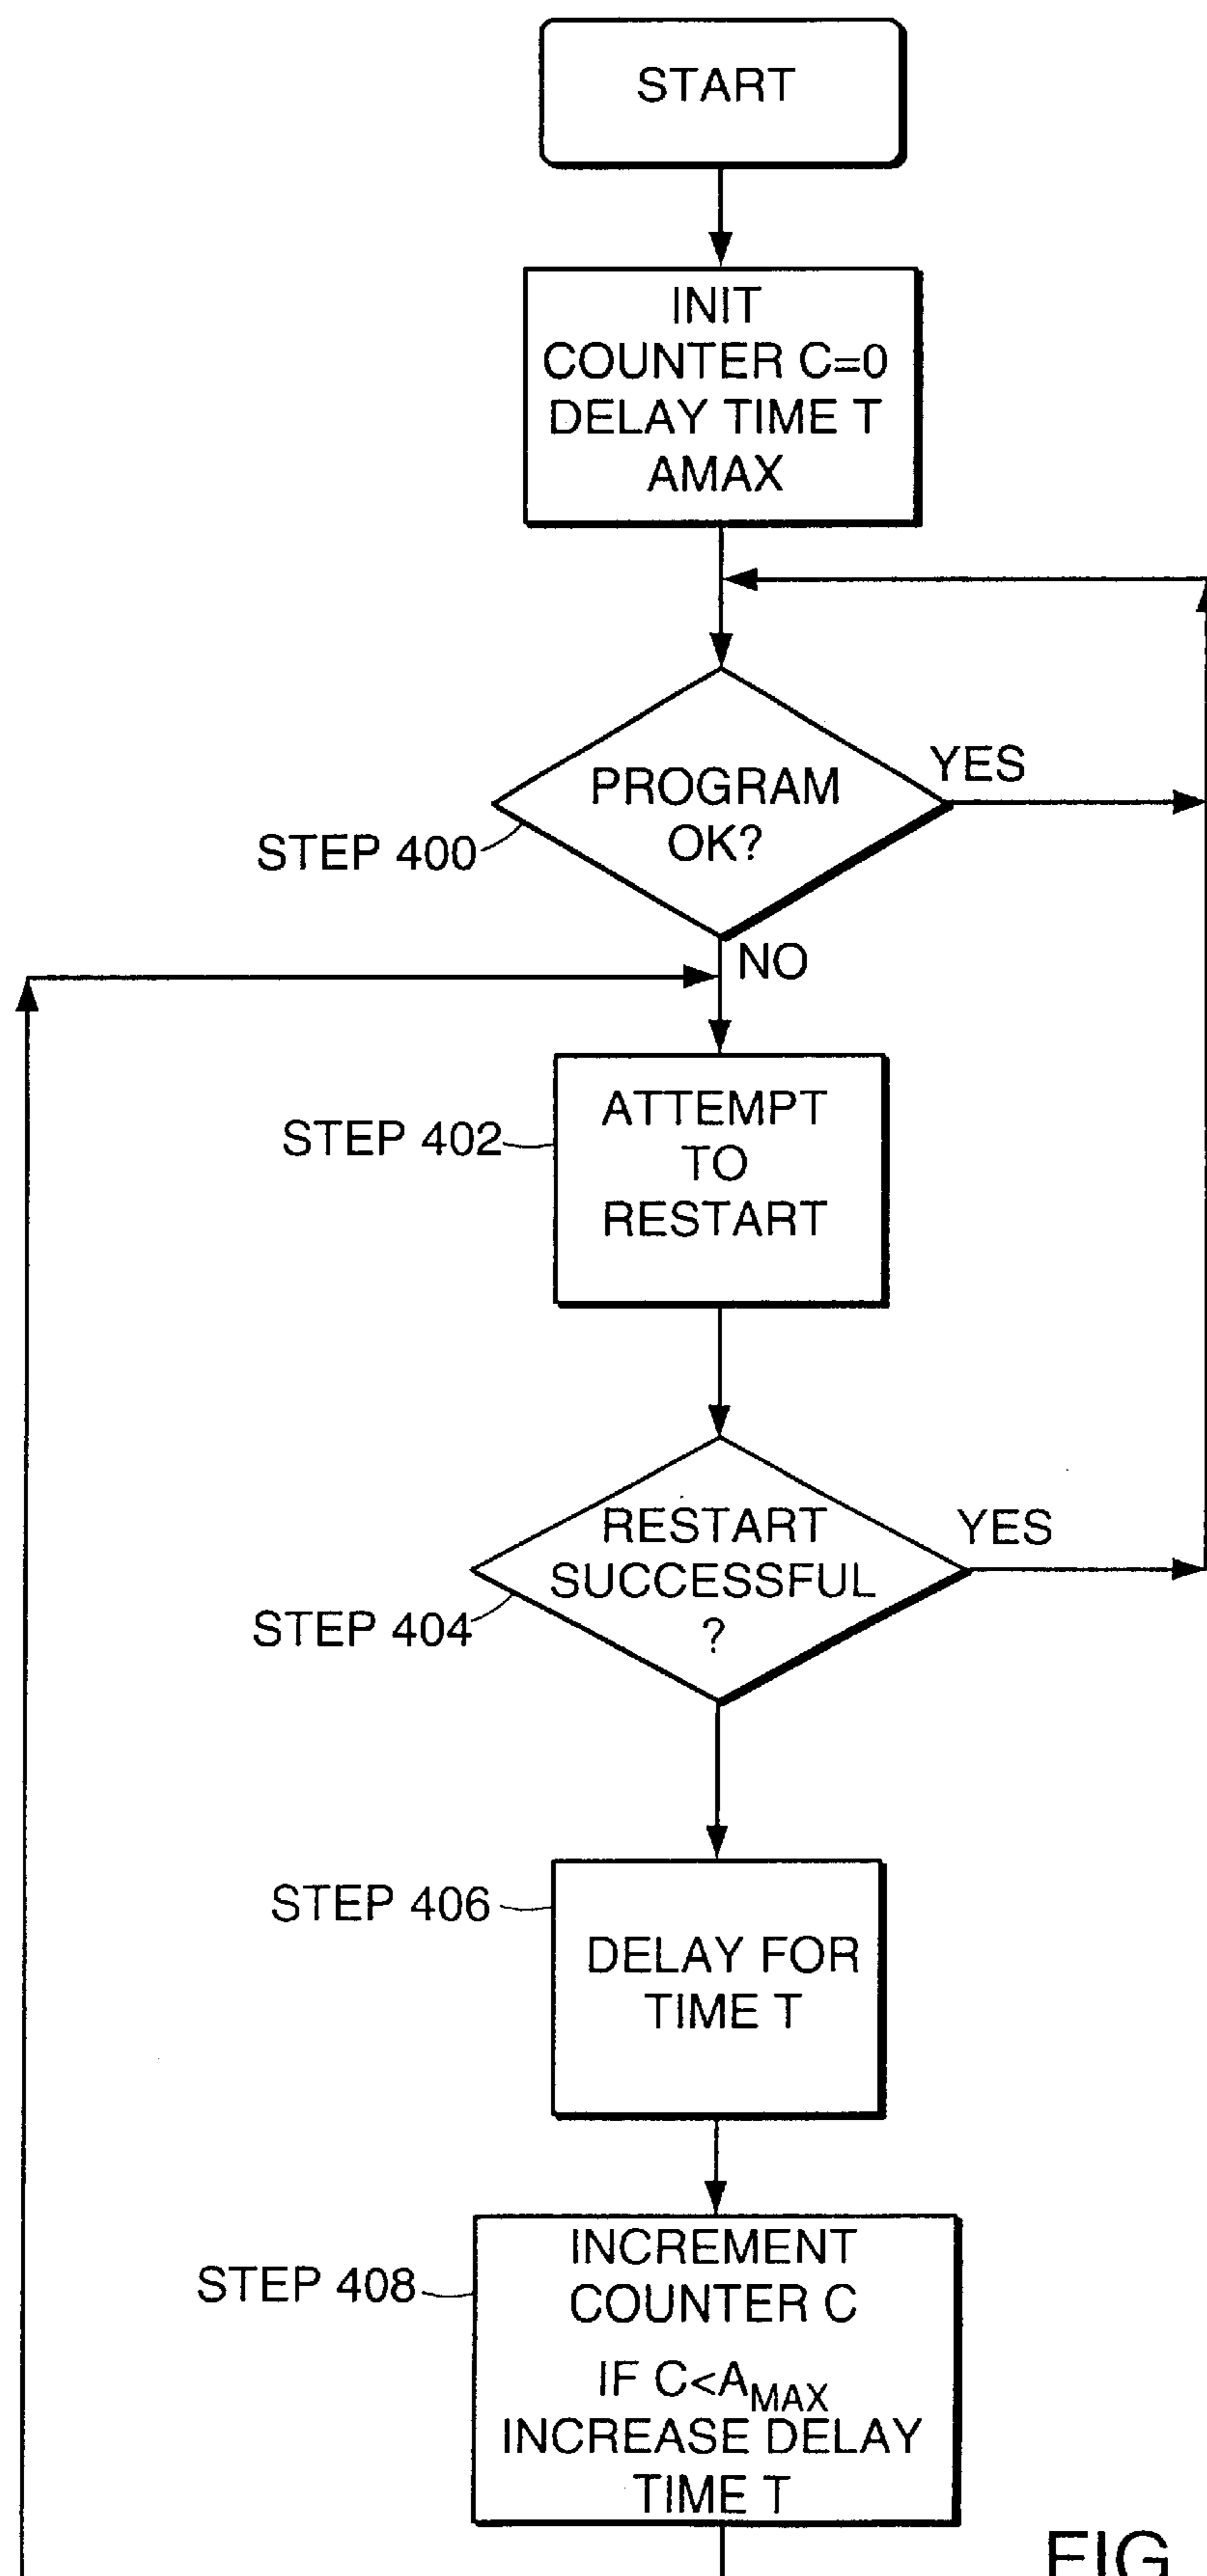 START
INIT
COUNTER C=0
DELAY TIME T
AMAX
YES
PROGRAM
OK?
STEP 400
NO
ATTEMPT
STEP 402
TO
RESTART
YES
RESTART
SUCCESSFUL
?
STEP 404
STEP 406
DELAY FOR
TIME T
INCREMENT
STEP 408
COUNTER C
IF C<AMAX
INCREASE DELAY
TIME T
FIG